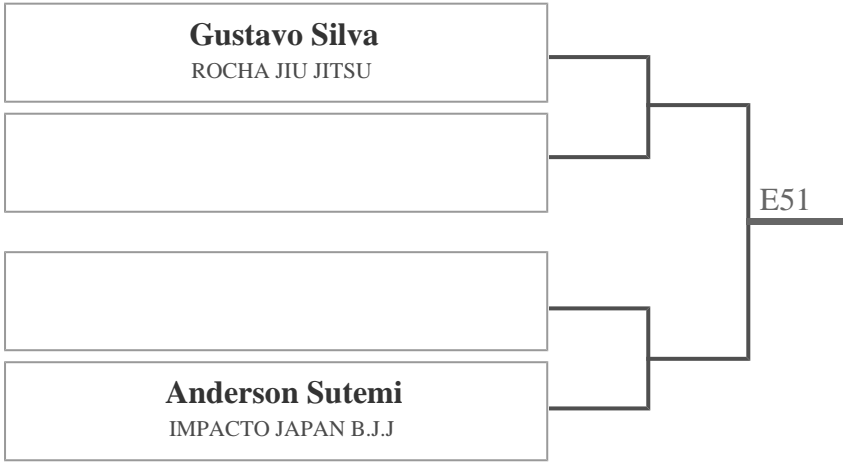 Gustavo Silva
ROCHA JIU JITSU
E51
Anderson Sutemi
IMPACTO JAPAN B.J.J